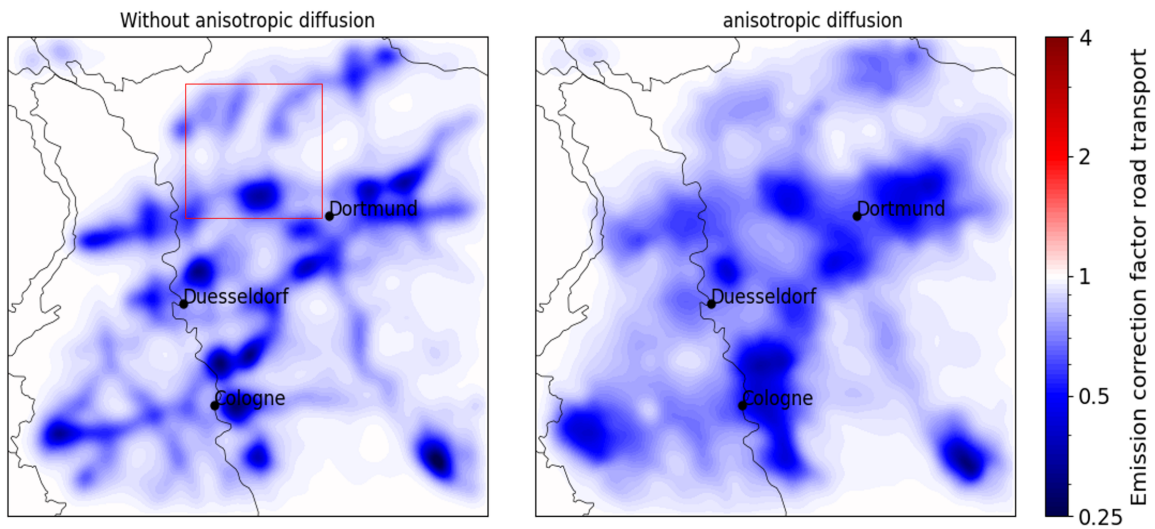 Without anisotropic diffusion
anisotropic diffusion
Dortmund
Duesseldorf
Cologne
Dortmund
Duesseldorf
Cologne
4
2
1
0.5
0.25
Emission correction factor road transport